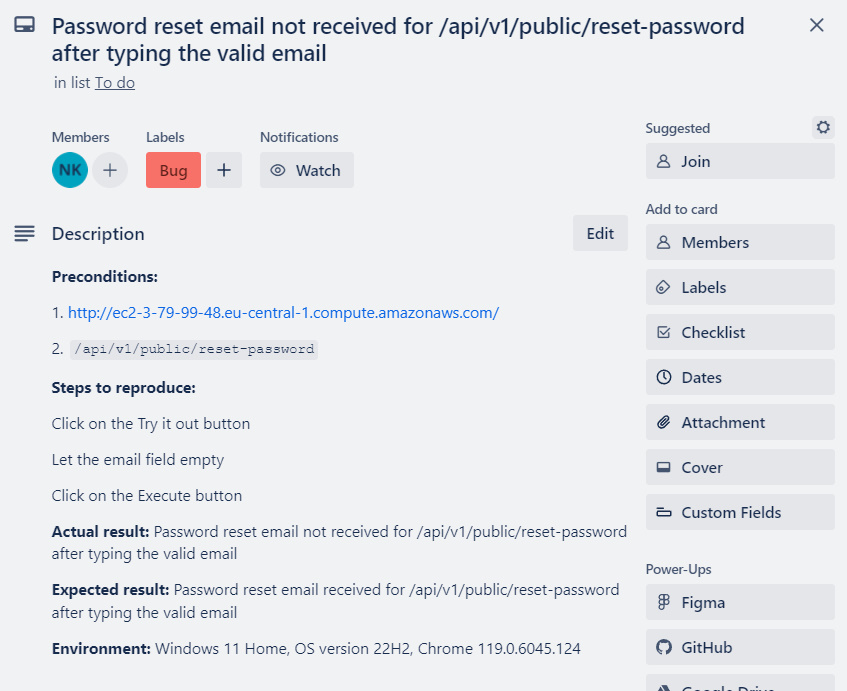 Password reset email not received for /api/v1/public/reset-password
after typing the valid email
in list To do
Members
Labels
Notifications
NK
Bug
Watch
Description
Edit
Preconditions:
1. http://ec2-3-79-99-48.eu-central-1.compute.amazonaws.com/
2. /api/v1/public/reset-password
Steps to reproduce:
Click on the Try it out button
Let the email field empty
Click on the Execute button
Actual result: Password reset email not received for /api/v1/public/reset-password
after typing the valid email
Expected result: Password reset email received for /api/v1/public/reset-password
after typing the valid email
Environment: Windows 11 Home, OS version 22H2, Chrome 119.0.6045.124
Suggested
Join
Add to card
Members
Labels
Checklist
Dates
Attachment
Cover
Custom Fields
Power-Ups
Figma
GitHub
Google Drive